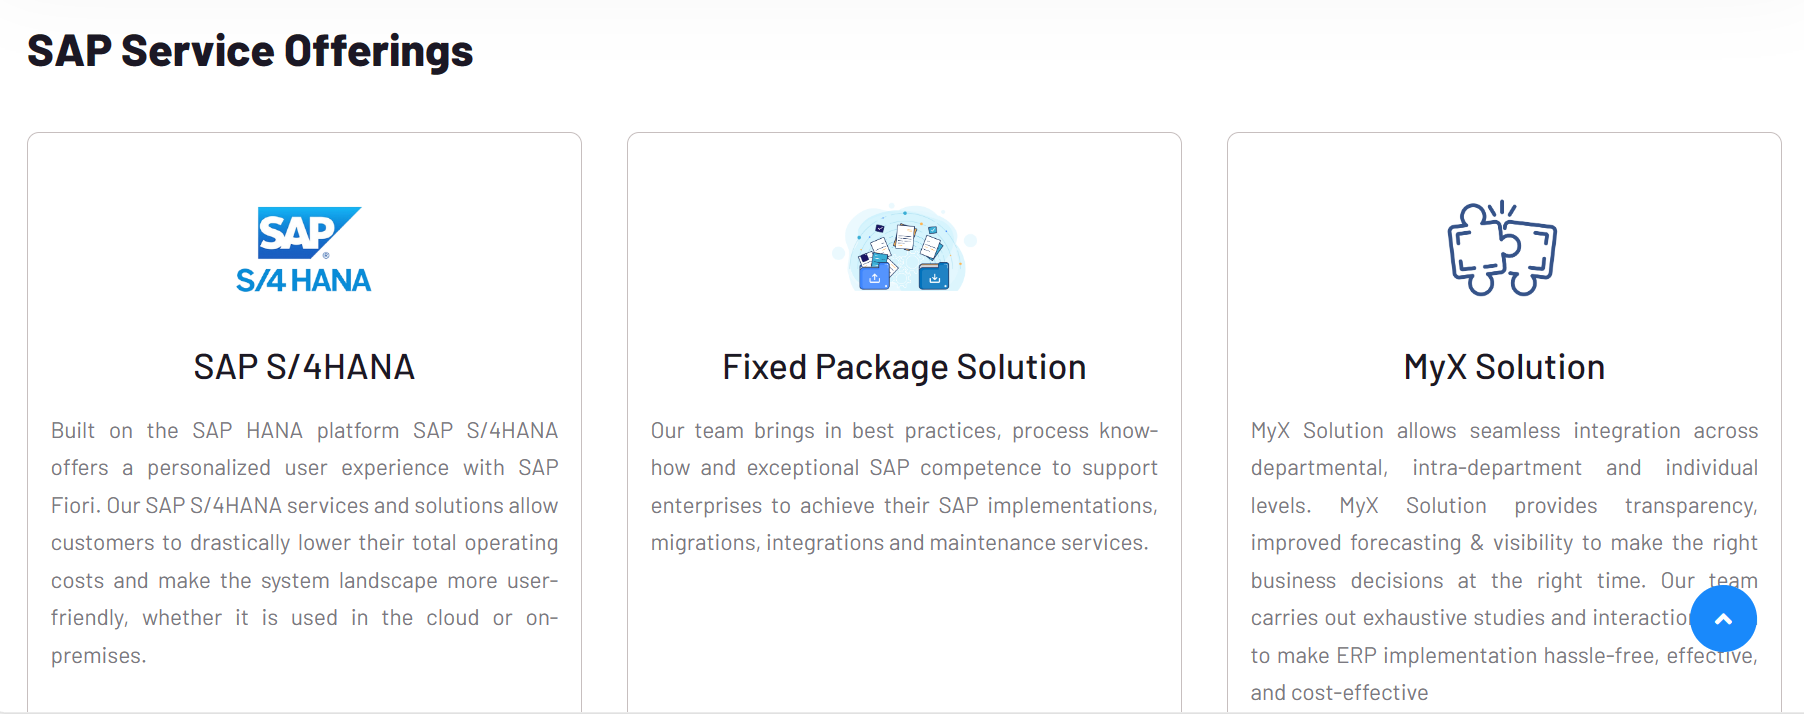 SAP Service Offerings
SAP
®
S/4 HANA
SAP S/4HANA
Built on the SAP HANA platform SAP S/4HANA
offers a personalized user experience with SAP
Fiori. Our SAP S/4HANA services and solutions allow
customers to drastically lower their total operating
costs and make the system landscape more user-
friendly, whether it is used in the cloud or on-
premises.
Fixed Package Solution
Our team brings in best practices, process know-
how and exceptional SAP competence to support
enterprises to achieve their SAP implementations,
migrations, integrations and maintenance services.
MyX Solution
MyX Solution allows seamless integration across
departmental, intra-department and individual
levels. MyX Solution provides transparency,
improved forecasting & visibility to make the right
business decisions at the right time. Our team
carries out exhaustive studies and
to make ERP implementation hassle-free, effective,
and cost-effective